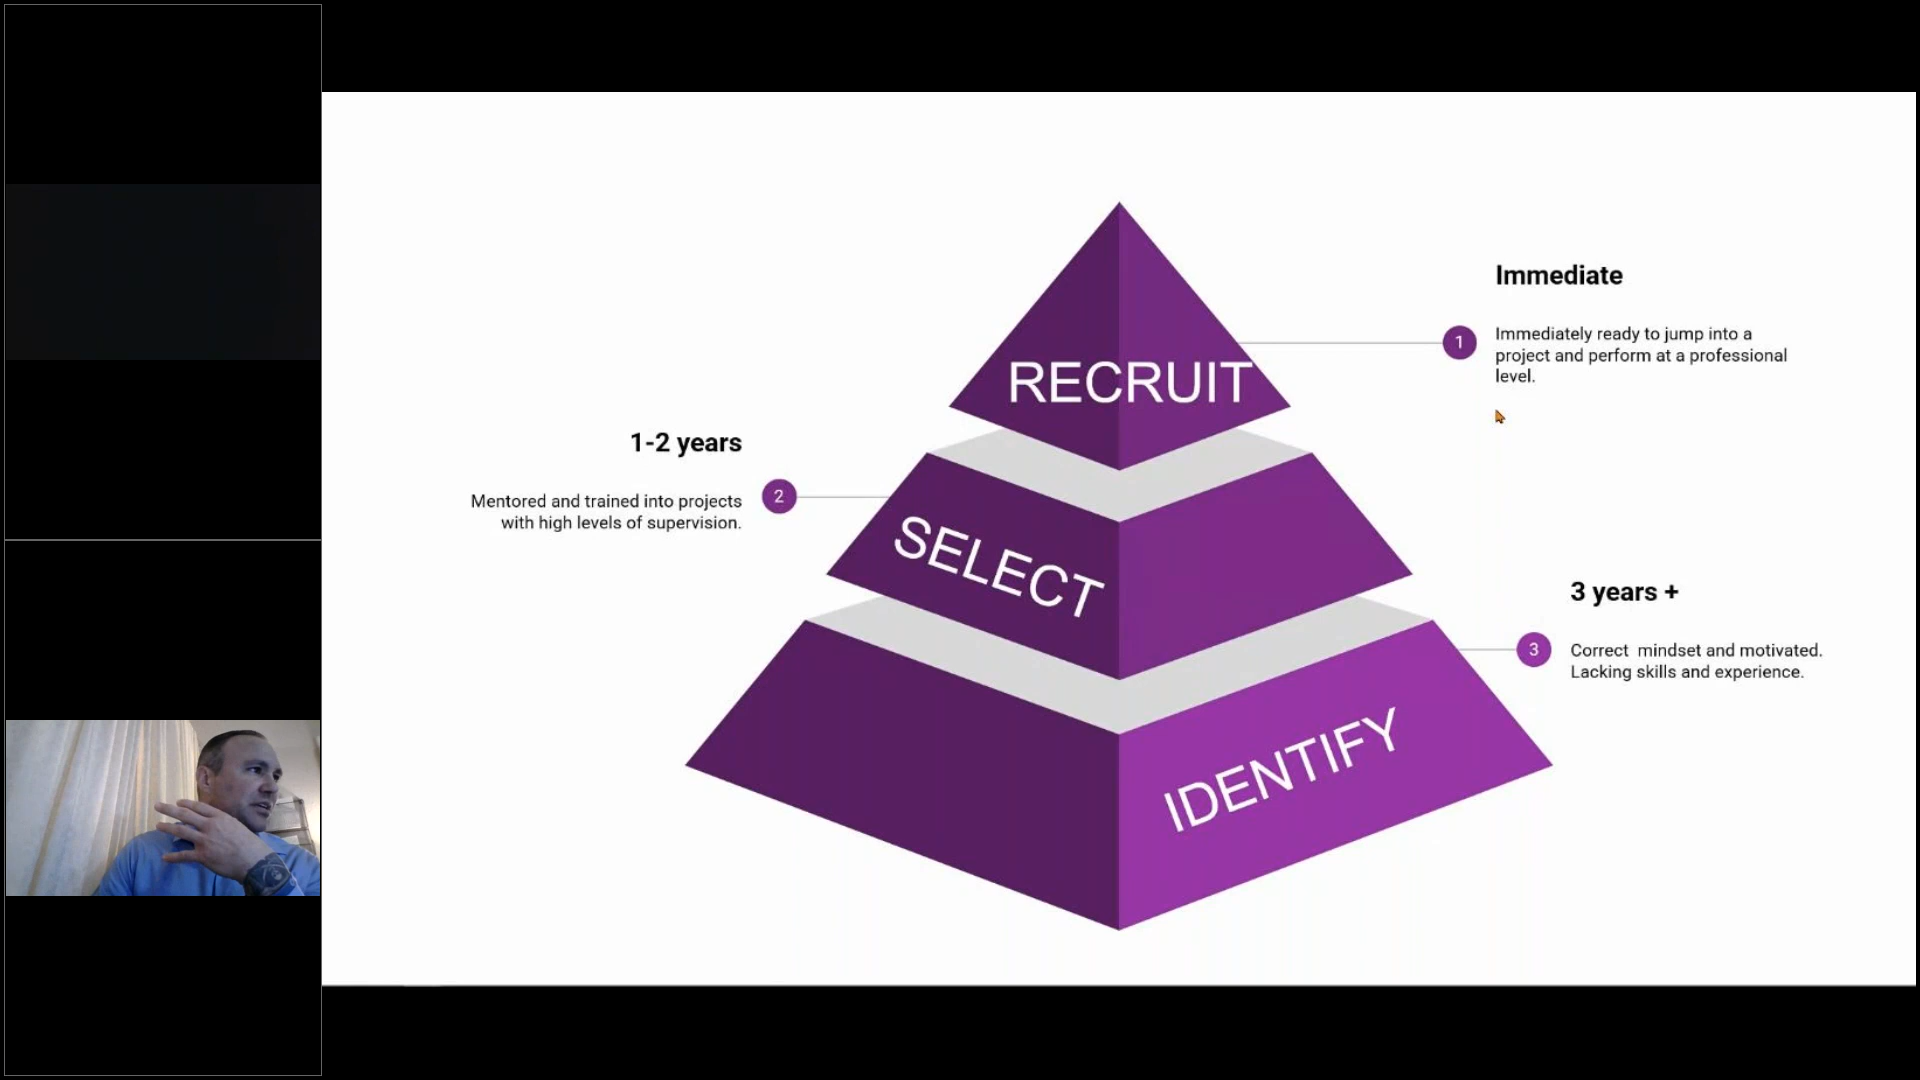 RECRUIT
1
Immediate
Immediately ready to jump into a
project and perform at a professional
level.
1-2 years
2
Mentored and trained into projects
with high levels of supervision.
SELECT
3 years +
3
Correct  mindset and motivated.
Lacking skills and experience.
IDENTIFY